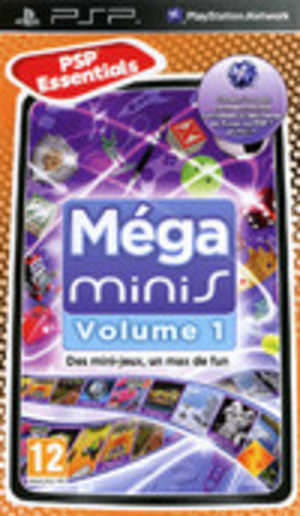 PSP
PlayStation.Network
PSP
Essentials
Méga
minis
Volume 1
Des mini-jeux, un max de fun
12